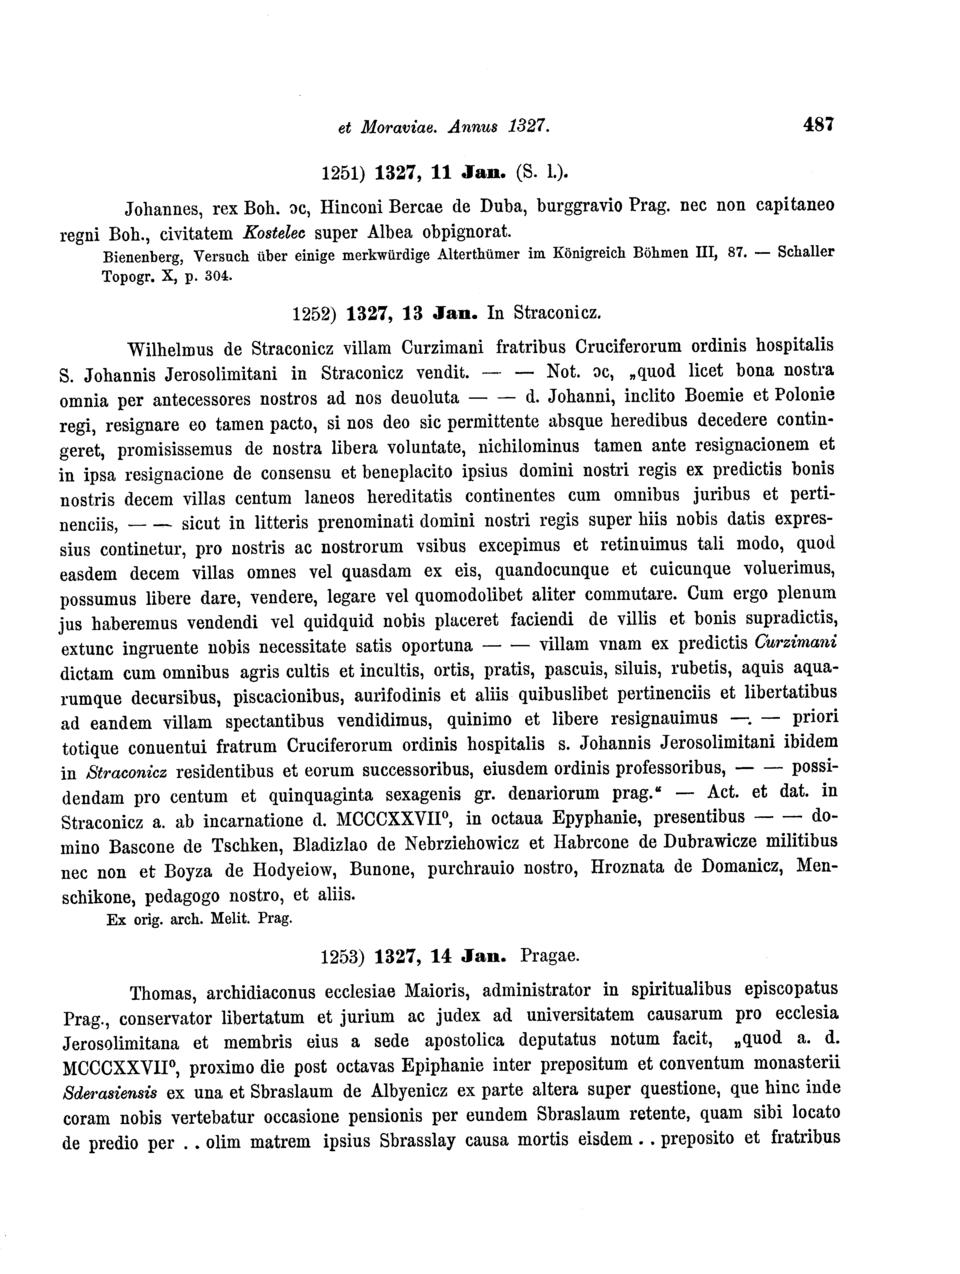 et Moraviae. Annus 1327. 487
1251) 1327, 11 Jan. (S. l.).
Johannes, rex Boh. ɔc, Hinconi Bercae de Duba, burggravio Prag. nec non capitaneo
regni Boh., civitatem Kostelec super Albea obpignorat.
Bienenberg, Versuch über einige merkwürdige Alterthümer im Königreich Böhmen III, 87. — Schaller
Topogr. X, p. 304.
1252) 1327, 13 Jan. In Straconicz.
Wilhelmus de Straconicz villam Curzimani fratribus Cruciferorum ordinis hospitalis
S. Johannis Jerosolimitani in Straconicz vendit. — — Not. ɔc, „quod licet bona nostra
omnia per antecessores nostros ad nos deuoluta — — d. Johanni, inclito Boemie et Polonie
regi, resignare eo tamen pacto, si nos deo sic permittente absque heredibus decedere contin-
geret, promisissemus de nostra libera voluntate, nichilominus tamen ante resignacionem et
in ipsa resignacione de consensu et beneplacito ipsius domini nostri regis ex predictis bonis
nostris decem villas centum laneos hereditatis continentes cum omnibus juribus et perti-
nenciis, — — sicut in litteris prenominati domini nostri regis super hiis nobis datis expres-
sius continetur, pro nostris ac nostrorum vsibus excepimus et retinuimus tali modo, quod
easdem decem villas omnes vel quasdam ex eis, quandocunque et cuicunque voluerimus,
possumus libere dare, vendere, legare vel quomodolibet aliter commutare. Cum ergo plenum
jus haberemus vendendi vel quidquid nobis placeret faciendi de villis et bonis supradictis,
extunc ingruente nobis necessitate satis oportuna — — villam vnam ex predictis Curzimani
dictam cum omnibus agris cultis et incultis, ortis, pratis, pascuis, siluis, rubetis, aquis aqua-
rumque decursibus, piscacionibus, aurifodinis et aliis quibuslibet pertinenciis et libertatibus
ad eandem villam spectantibus vendidimus, quinimo et libere resignauimus —. — priori
totique conuentui fratrum Cruciferorum ordinis hospitalis s. Johannis Jerosolimitani ibidem
in Straconicz residentibus et eorum successoribus, eiusdem ordinis professoribus, — — possi-
dendam pro centum et quinquaginta sexagenis gr. denariorum prag.“ — Act. et dat. in
Straconicz a. ab incarnatione d. MCCCXXVIIº, in octaua Epyphanie, presentibus — — do-
mino Bascone de Tschken, Bladizlao de Nebrziehowicz et Habrcone de Dubrawicze militibus
nec non et Boyza de Hodyeiow, Bunone, purchrauio nostro, Hroznata de Domanicz, Men-
schikone, pedagogo nostro, et aliis.
Ex orig. arch. Melit. Prag.
1253) 1327, 14 Jan. Pragae.
Thomas, archidiaconus ecclesiae Maioris, administrator in spiritualibus episcopatus
Prag., conservator libertatum et jurium ac judex ad universitatem causarum pro ecclesia
Jerosolimitana et membris eius a sede apostolica deputatus notum facit, „quod a. d.
MCCCXXVIIº, proximo die post octavas Epiphanie inter prepositum et conventum monasterii
Sderasiensis ex una et Sbraslaum de Albyenicz ex parte altera super questione, que hinc inde
coram nobis vertebatur occasione pensionis per eundem Sbraslaum retente, quam sibi locato
de predio per . . olim matrem ipsius Sbrasslay causa mortis eisdem . . preposito et fratribus